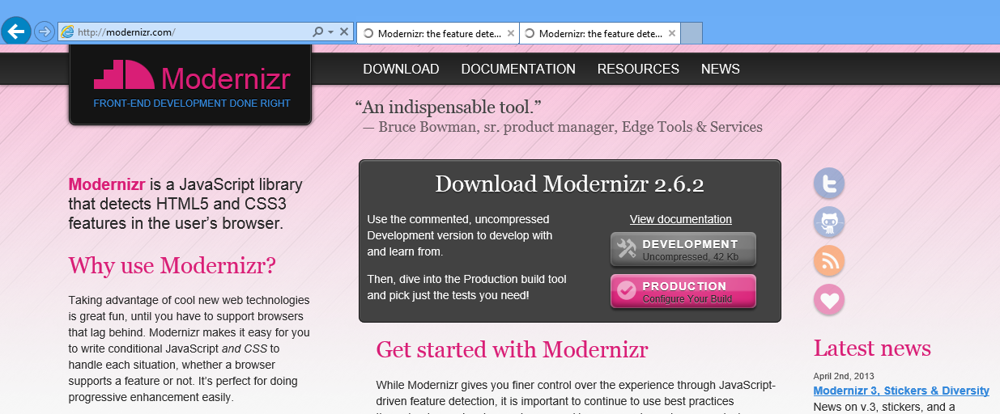 http://modernizr.com/
Modernizr: the feature dete...
Modernizr: the feature dete...
Modernizr
FRONT-END DEVELOPMENT DONE RIGHT
DOWNLOAD DOCUMENTATION RESOURCES NEWS
“An indispensable tool.”
— Bruce Bowman, sr. product manager, Edge Tools & Services
Modernizr is a JavaScript library
that detects HTML5 and CSS3
features in the user’s browser.
Why use Modernizr?
Taking advantage of cool new web technologies
is great fun, until you have to support browsers
that lag behind. Modernizr makes it easy for you
to write conditional JavaScript and CSS to
handle each situation, whether a browser
supports a feature or not. It’s perfect for doing
progressive enhancement easily.
Download Modernizr 2.6.2
Use the commented, uncompressed
Development version to develop with
and learn from.
Then, dive into the Production build tool
and pick just the tests you need!
View documentation
DEVELOPMENT
Uncompressed, 42 Kb
PRODUCTION
Configure Your Build
Get started with Modernizr
While Modernizr gives you finer control over the experience through JavaScript-
driven feature detection, it is important to continue to use best practices
Latest news
April 2nd, 2013
Modernizr 3, Stickers & Diversity
News on v.3, stickers, and a